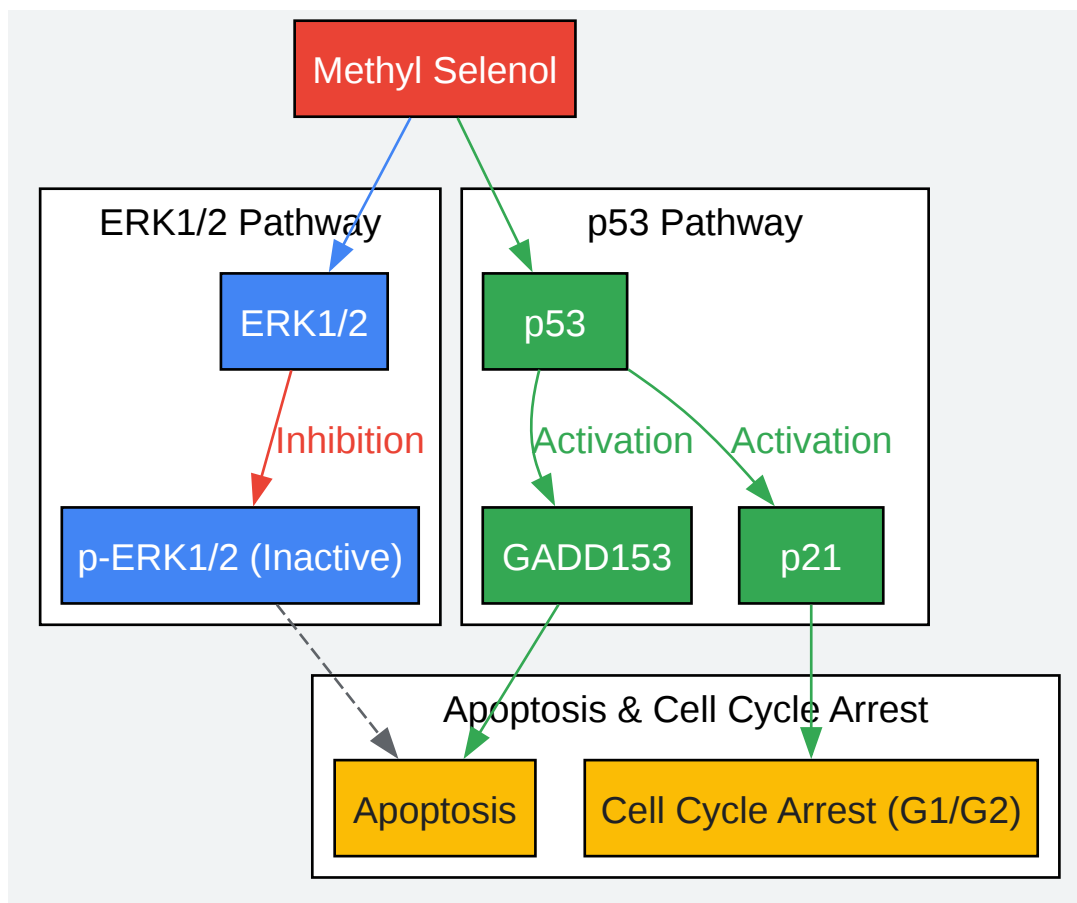 Methyl Selenol
ERK1/2 Pathway
p53 Pathway
ERK1/2
p53
Inhibition
Activation
Activation
p-ERK1/2 (Inactive)
GADD153
p21
Apoptosis & Cell Cycle Arrest
Apoptosis
Cell Cycle Arrest (G1/G2)